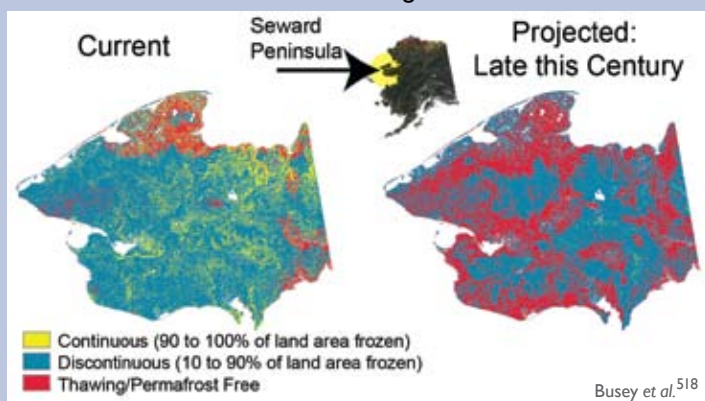 Current
Seward
Peninsula
Projected:
Late this Century
Continuous (90 to 100% of land area frozen)
Discontinuous (10 to 90% of land area frozen)
Thawing/Permafrost Free
Busey et al.518